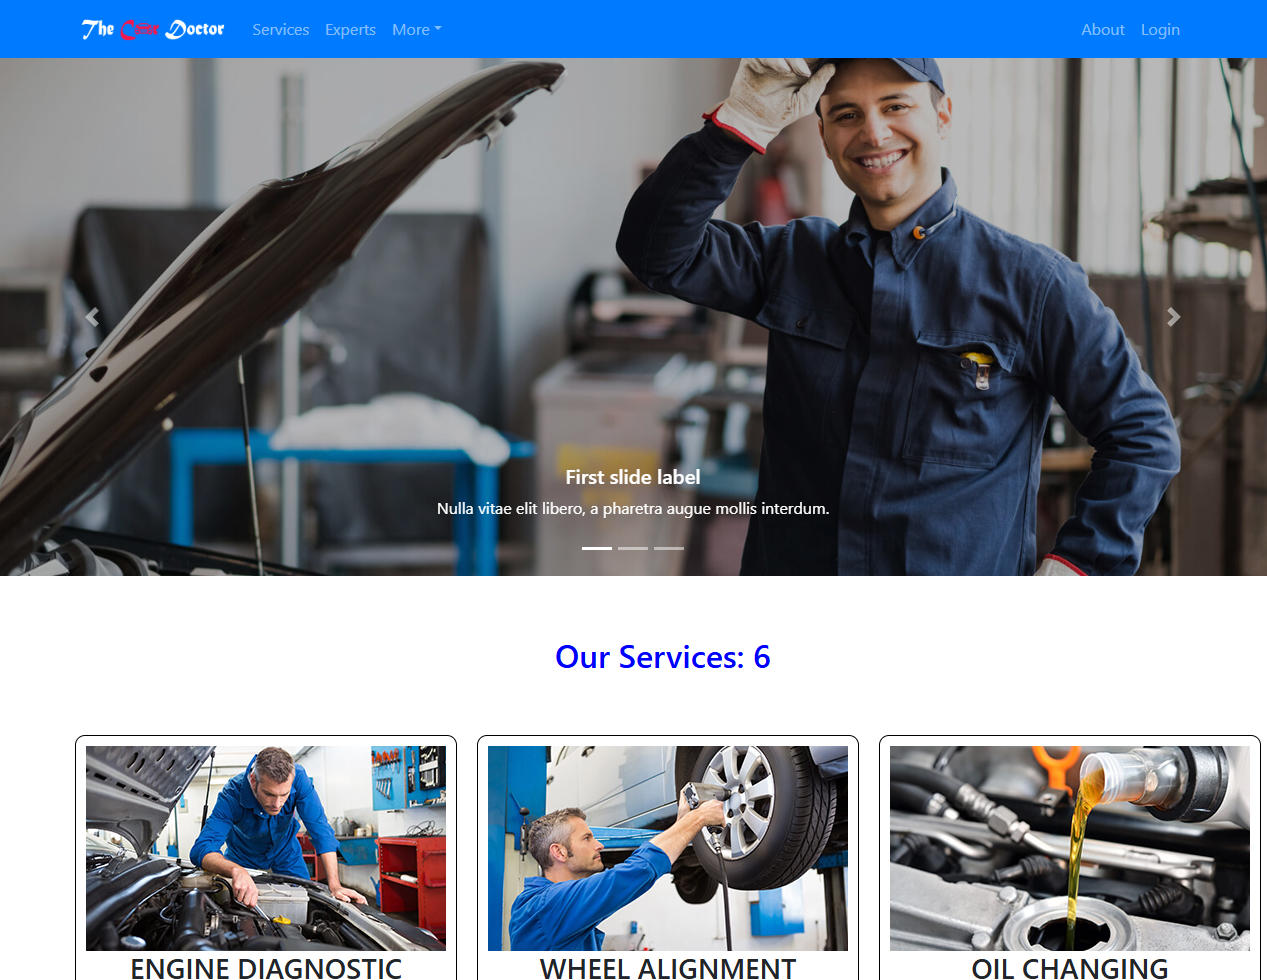 The Car Doctor Services Experts More About Login
First slide label
Nulla vitae elit libero, a pharetra augue mollis interdum.
Our Services: 6
ENGINE DIAGNOSTIC WHEEL ALIGNMENT OIL CHANGING